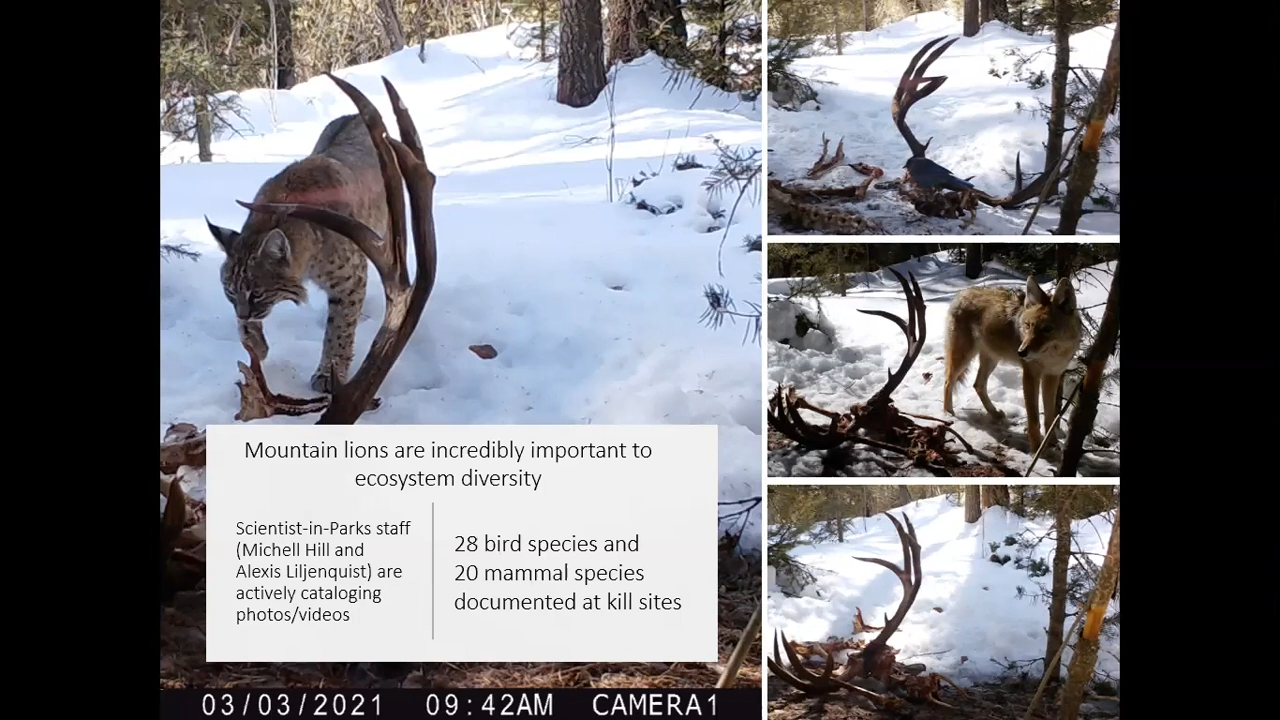 Mountain lions are incredibly important to
ecosystem diversity
Scientist-in-Parks staff
(Michell Hill and
Alexis Liljenquist) are
actively cataloging
photos/videos
28 bird species and
20 mammal species
documented at kill sites
03/03/2021 09:42AM CAMERA1